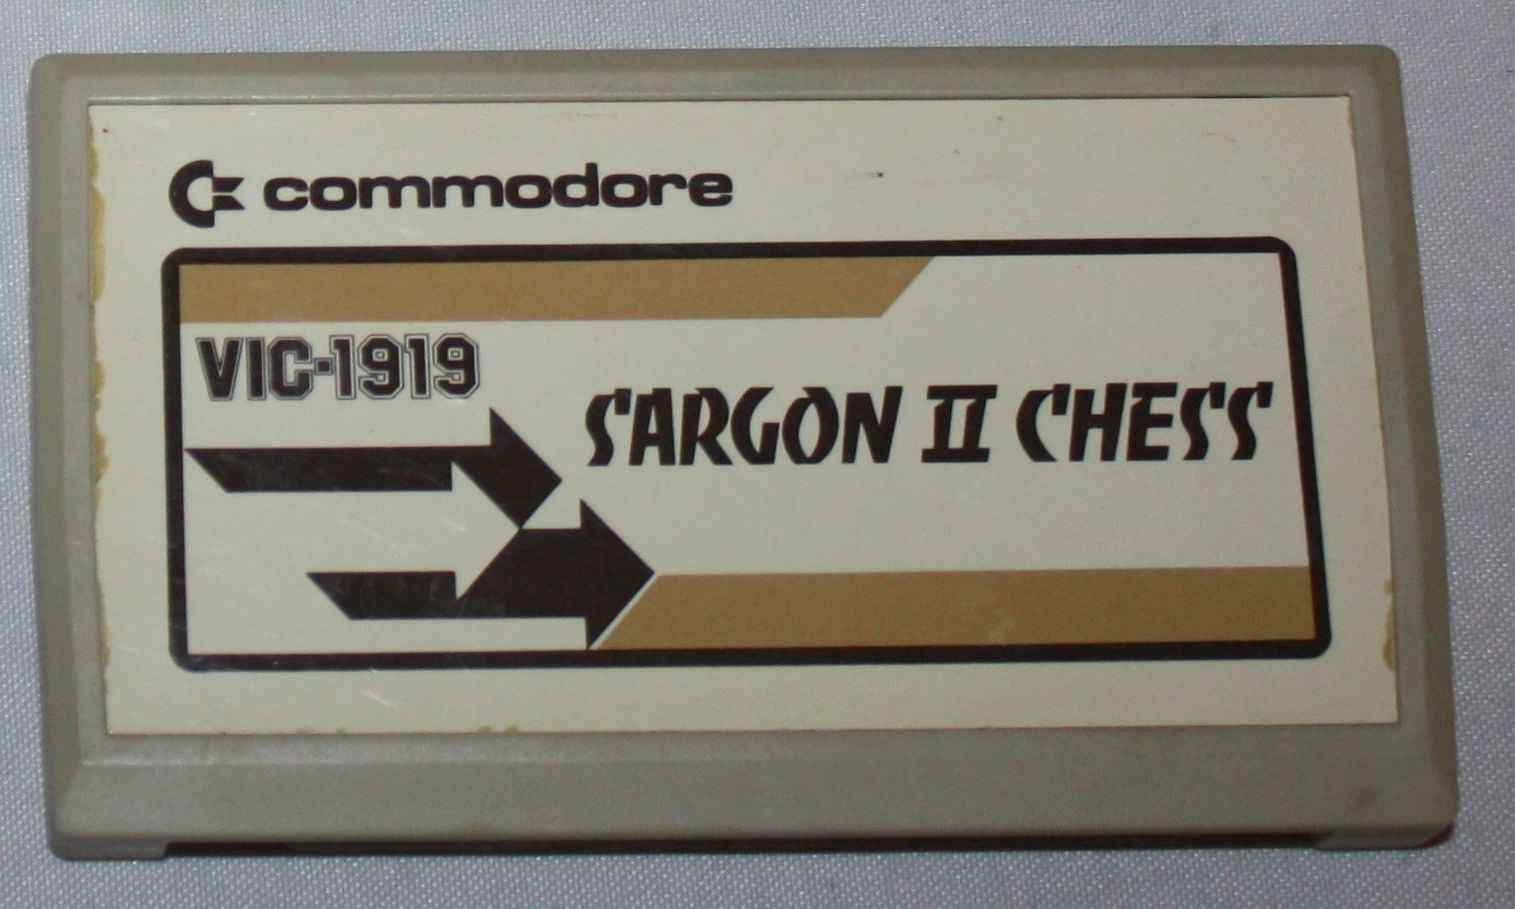 commodore
VIC-1919
SARGON II CHESS